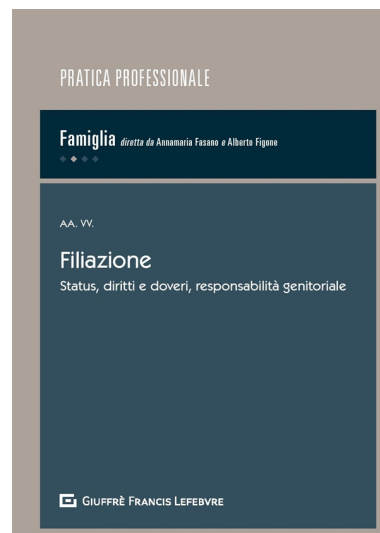 PRATICA PROFESSIONALE
Famiglia diretta da Annamaria Fasano e Alberto Figone
AA. VV.
Filiazione
Status, diritti e doveri, responsabilità genitoriale
GIUFFRÈ FRANCIS LEFEBVRE